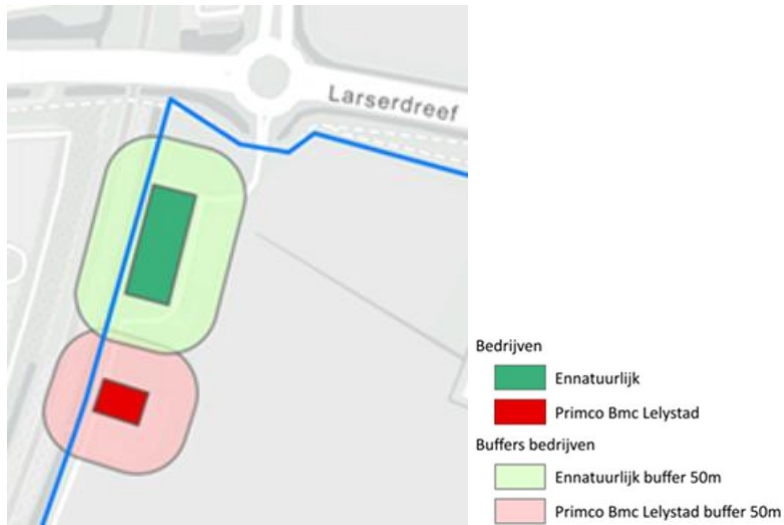 Larserdreef
Bedrijven
Ennatuurlijk
Primco Bmc Lelystad
Buffers bedrijven
Ennatuurlijk buffer 50m
Primco Bmc Lelystad buffer 50m